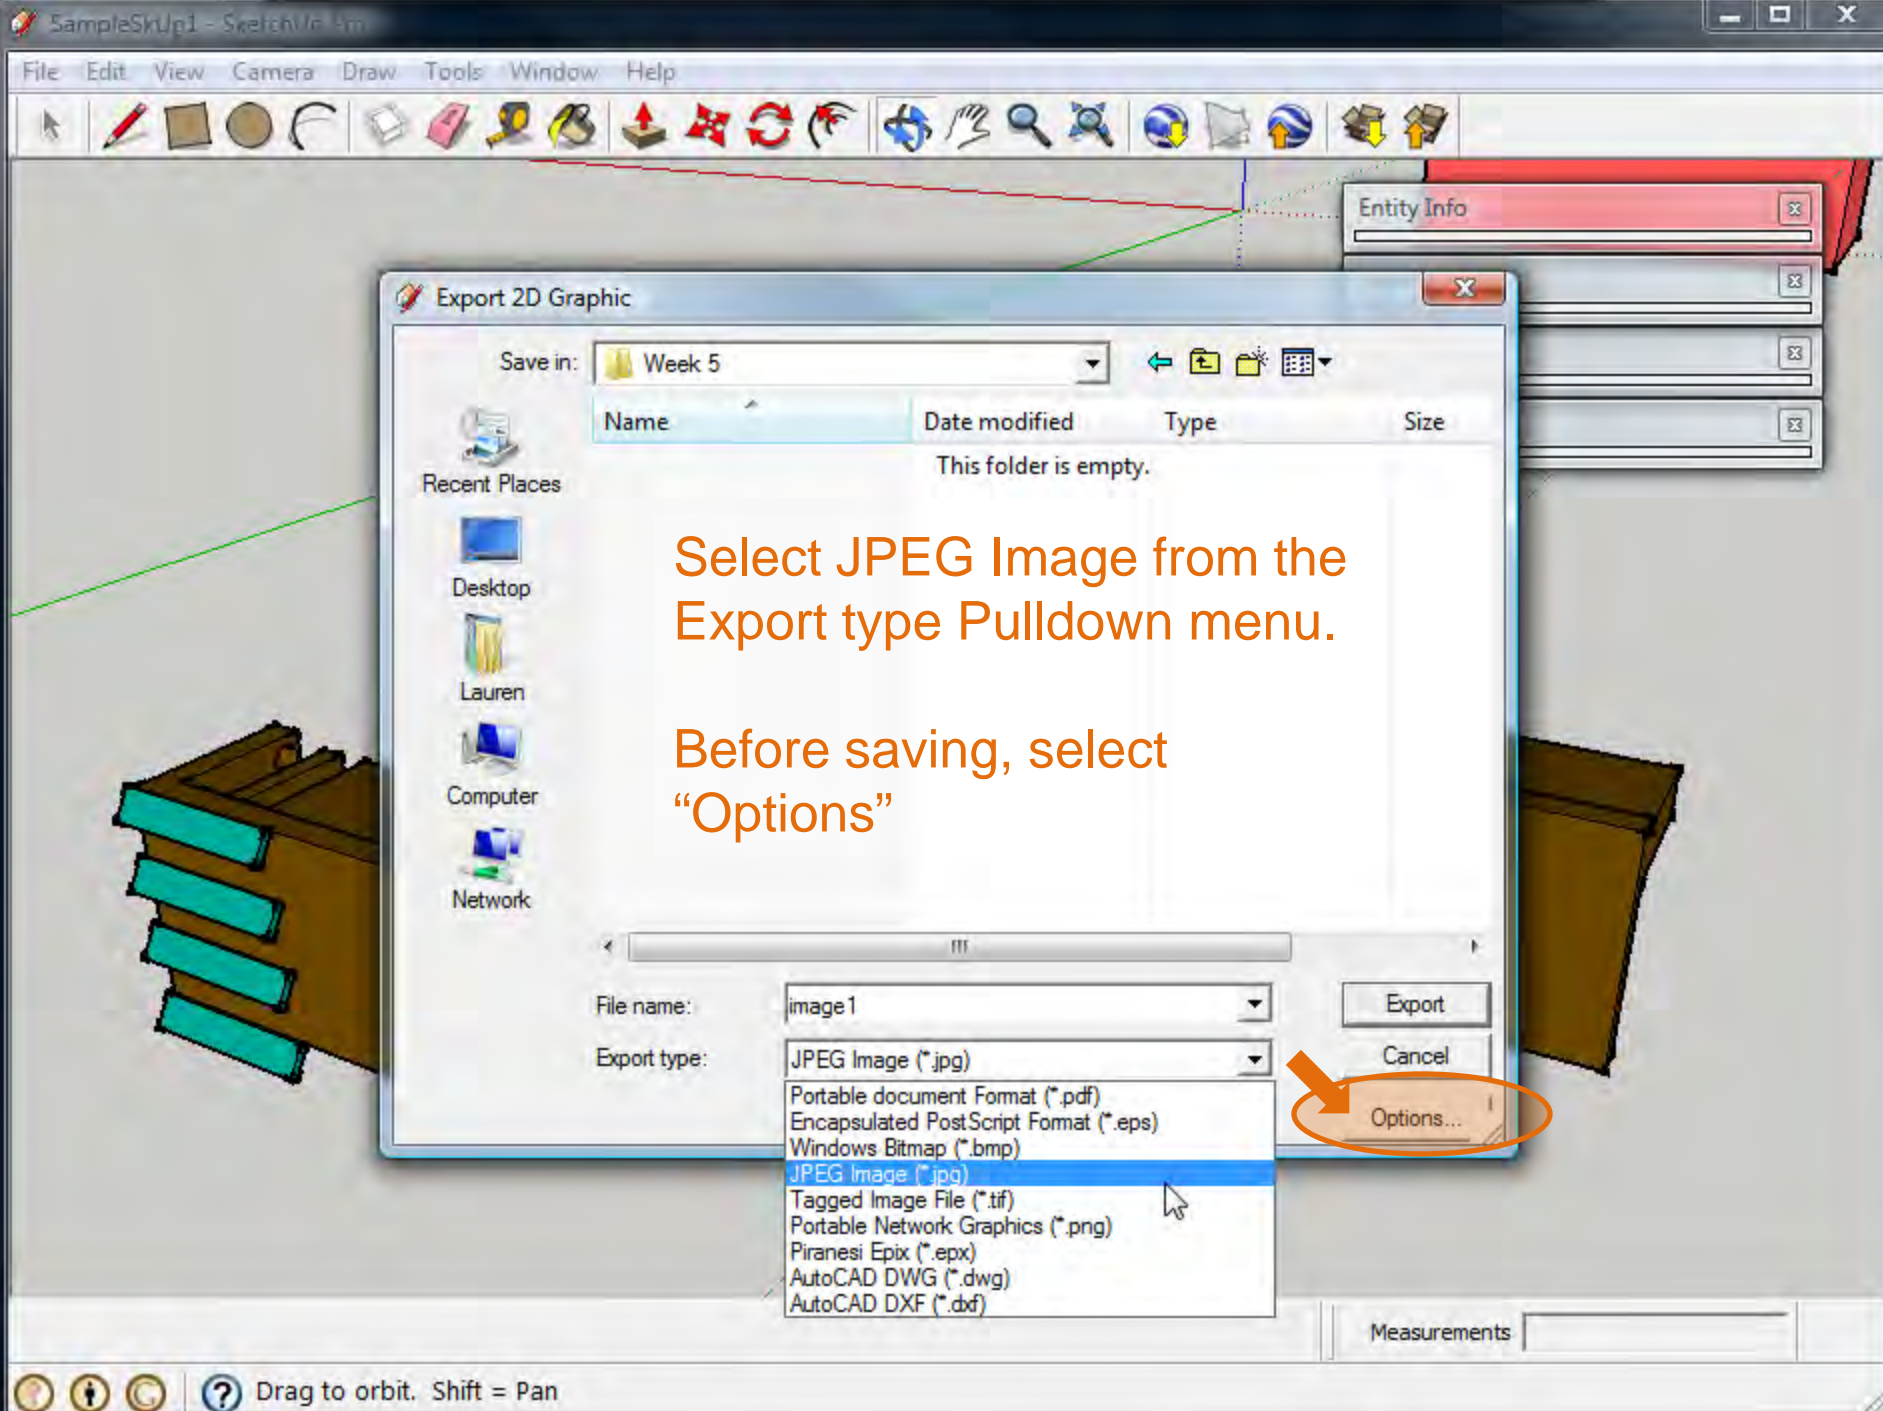 SampleSkUp1 - SketchUp Pro
File Edit View Camera Draw Tools Window Help
Entity Info
Export 2D Graphic
Save in: Week 5
Name Date modified Type Size
This folder is empty.
Recent Places
Desktop
Lauren
Computer
Network
Select JPEG Image from the
Export type Pulldown menu.
Before saving, select
“Options”
File name: image1 Export
Export type: JPEG Image (*.jpg) Cancel
Options...
Portable document Format (*.pdf)
Encapsulated PostScript Format (*.eps)
Windows Bitmap (*.bmp)
JPEG Image (*.jpg)
Tagged Image File (*.tif)
Portable Network Graphics (*.png)
Piranesi Epix (*.epx)
AutoCAD DWG (*.dwg)
AutoCAD DXF (*.dxf)
Measurements
Drag to orbit. Shift = Pan